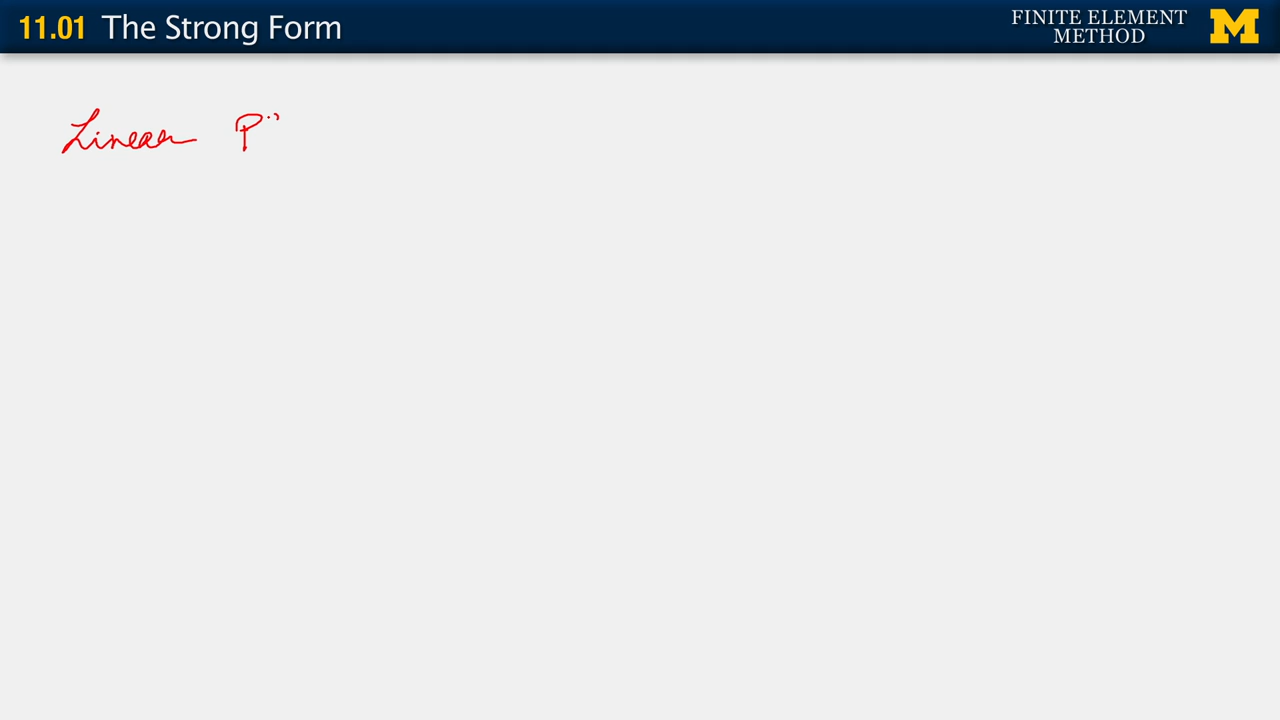 11.01 The Strong Form
FINITE ELEMENT
METHOD
M
Linear P